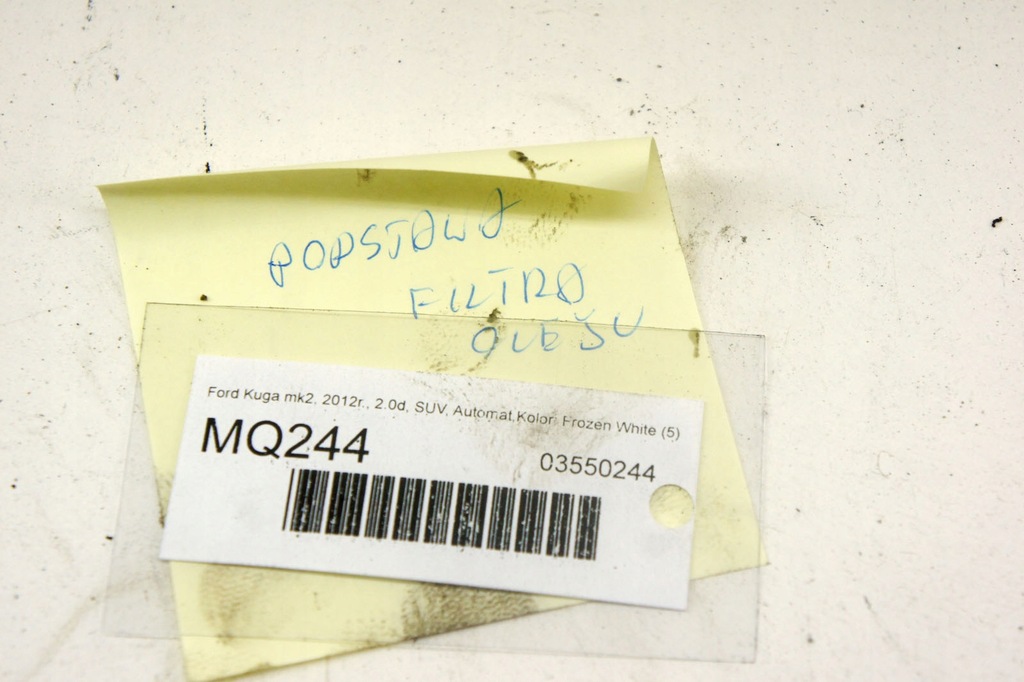 PODSTAWA
FILTRA
OLEJU
Ford Kuga mk2, 2012r., 2.0d, SUV, Automat,Kolor: Frozen White (5)
MQ244
03550244